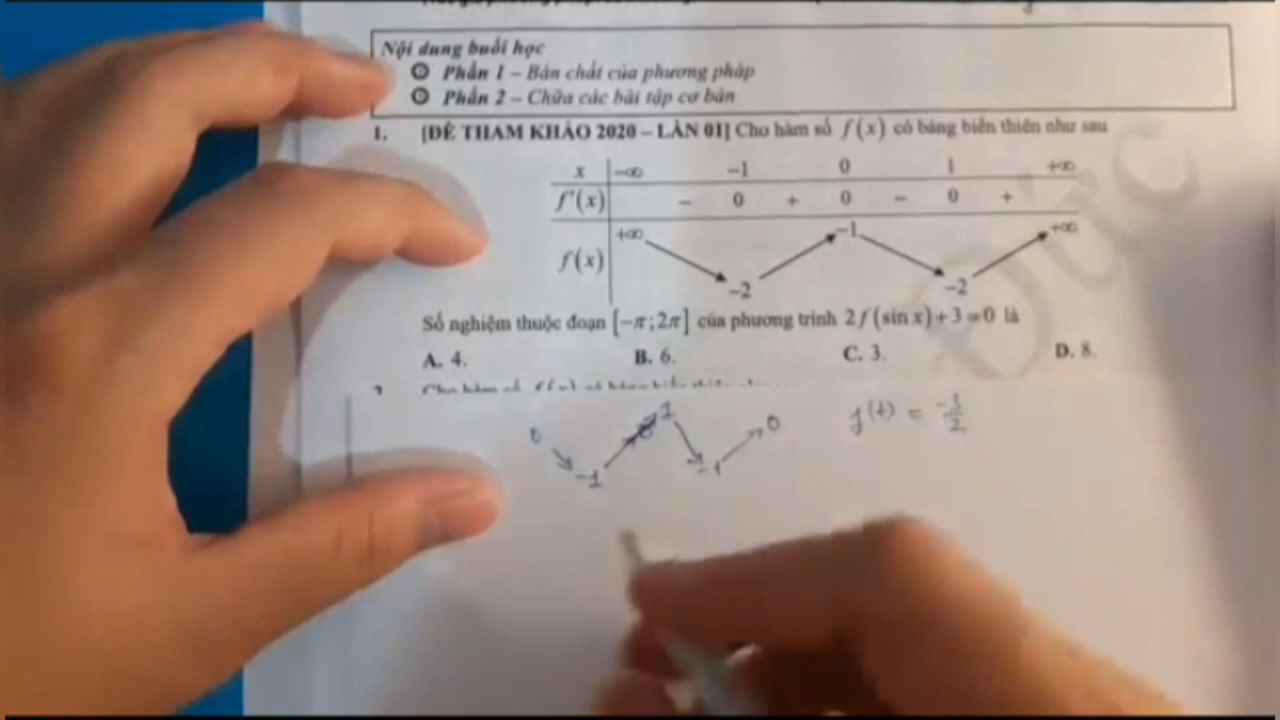 Nội dung buổi học
Phần 1 – Bản chất của phương pháp
Phần 2 – Chữa các bài tập cơ bản
1. [ĐỀ THAM KHẢO 2020 – LẦN 01] Cho hàm số f(x) có bảng biến thiên như sau
x −∞ −1 0 1 +∞
f'(x) − 0 + 0 − 0 +
+∞ −1 +∞
f(x)
−2 −2
Số nghiệm thuộc đoạn [−π; 2π] của phương trình 2f(sin x)+3=0 là
A. 4. B. 6. C. 3. D. 8.
0 1 0 f(t) = -3/2
-1 -1
Đức